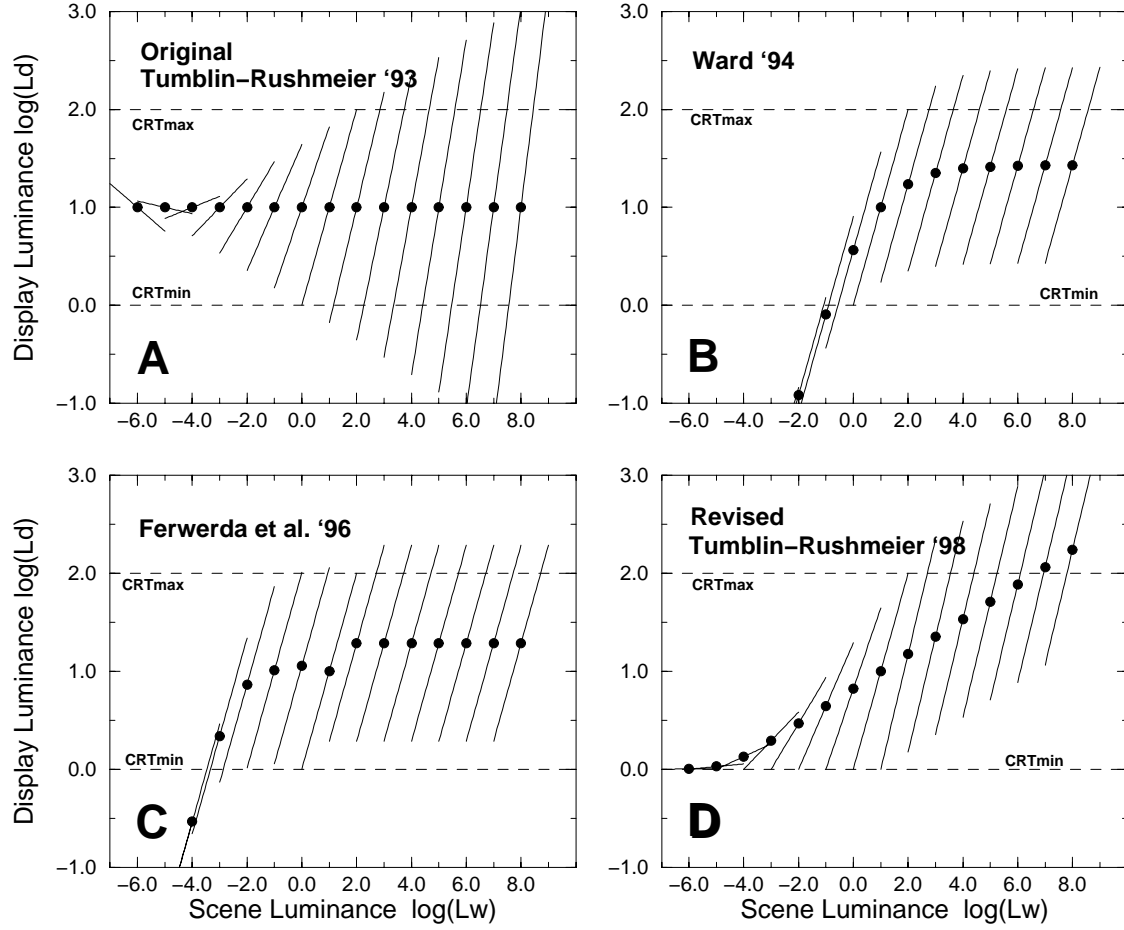 3.0
2.0
1.0
0.0
−1.0
Display Luminance log(Ld)
Original
Tumblin−Rushmeier ‘93
CRTmax
CRTmin
A
−6.0 −4.0 −2.0 0.0 2.0 4.0 6.0 8.0
3.0
2.0
1.0
0.0
−1.0
Ward ‘94
CRTmax
CRTmin
B
−6.0 −4.0 −2.0 0.0 2.0 4.0 6.0 8.0
3.0
2.0
1.0
0.0
−1.0
Display Luminance log(Ld)
Ferwerda et al. ‘96
CRTmax
CRTmin
C
−6.0 −4.0 −2.0 0.0 2.0 4.0 6.0 8.0
Scene Luminance log(Lw)
3.0
2.0
1.0
0.0
−1.0
Revised
Tumblin−Rushmeier ‘98
CRTmax
CRTmin
D
−6.0 −4.0 −2.0 0.0 2.0 4.0 6.0 8.0
Scene Luminance log(Lw)